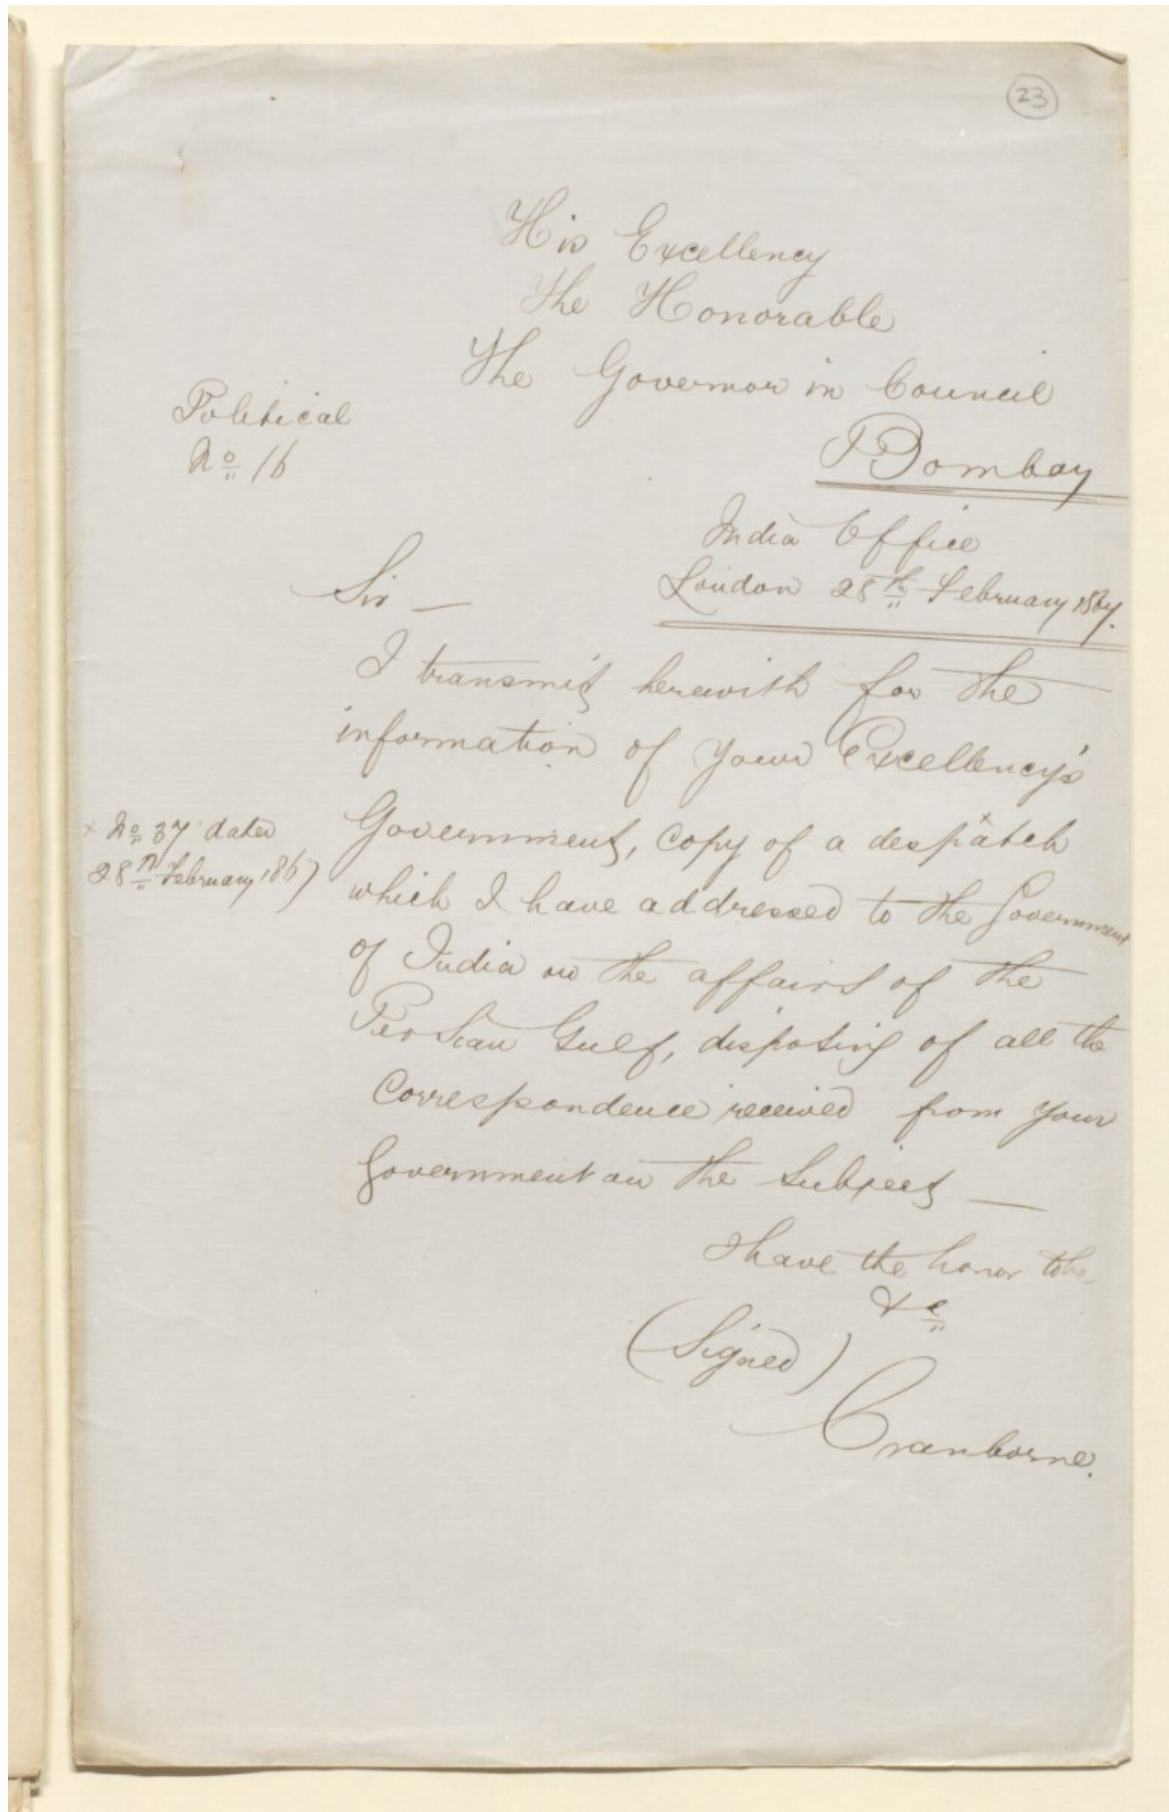 23
His Excellency
The Honorable
The Governor in Council
Bombay
Political
No 16
India Office
London 28th February 1867.
Sir —
I transmit herewith for the
information of Your Excellency's
Government, copy of a despatch x
x No 37 dated
28th February 1867
which I have addressed to the Government
of India on the affairs of the
Persian Gulf, disposing of all the
Correspondence received from your
Government on the Subject —
I have the honor to be
&c
(Signed)
Cranborne.